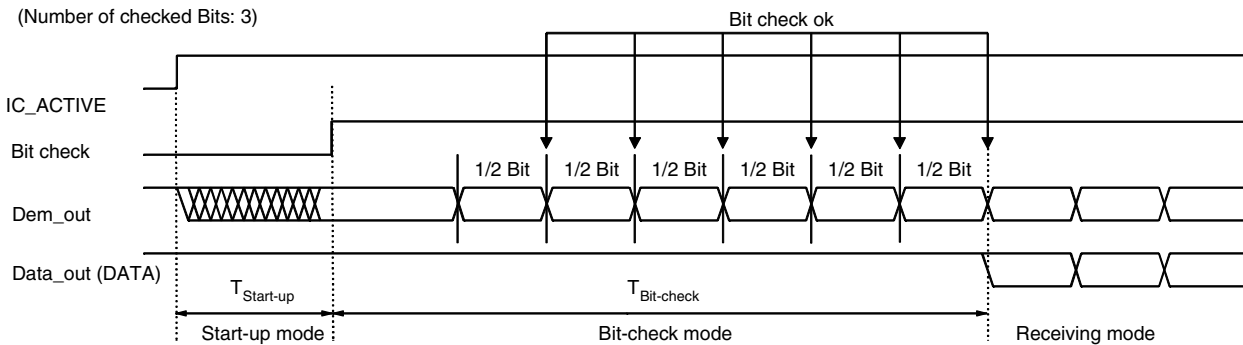 (Number of checked Bits: 3)
Bit check ok
IC_ACTIVE
Bit check
1/2 Bit 1/2 Bit 1/2 Bit 1/2 Bit 1/2 Bit 1/2 Bit
Dem_out
Data_out (DATA)
TStart-up TBit-check
Start-up mode Bit-check mode Receiving mode